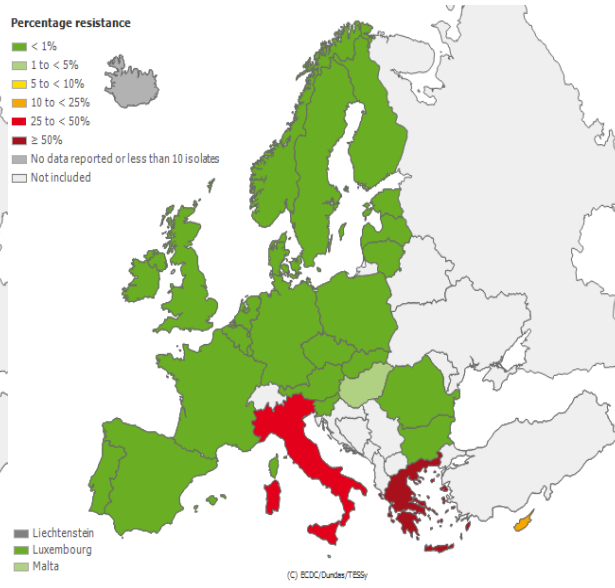 Percentage resistance
< 1%
1 to < 5%
5 to < 10%
10 to < 25%
25 to < 50%
≥ 50%
No data reported or less than 10 isolates
Not included
Liechtenstein
Luxembourg
Malta
(C) ECDC/Dundas/TESSy